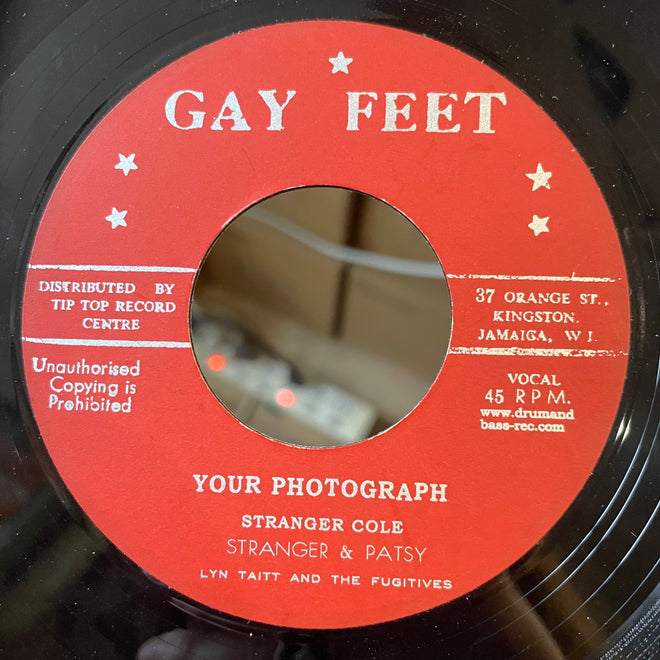 GAY FEET
DISTRIBUTED BY
TIP TOP RECORD
CENTRE
Unauthorised
Copying is
Prohibited
37 ORANGE ST.,
KINGSTON.
JAMAICA, W I.
VOCAL
45 R P M.
www.drumand
bass-rec.com
YOUR PHOTOGRAPH
STRANGER COLE
STRANGER & PATSY
LYN TAITT AND THE FUGITIVES